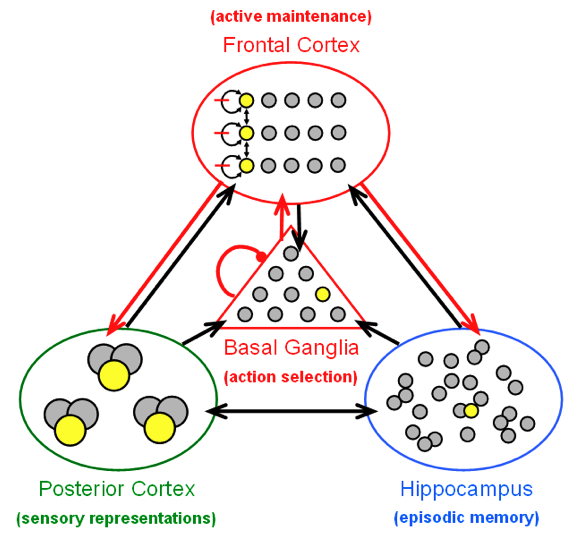 (active maintenance)
Frontal Cortex
Basal Ganglia
(action selection)
Posterior Cortex
(sensory representations)
Hippocampus
(episodic memory)